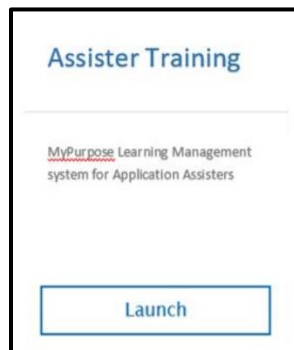 Assister Training
MyPurpose Learning Management
system for Application Assisters
Launch